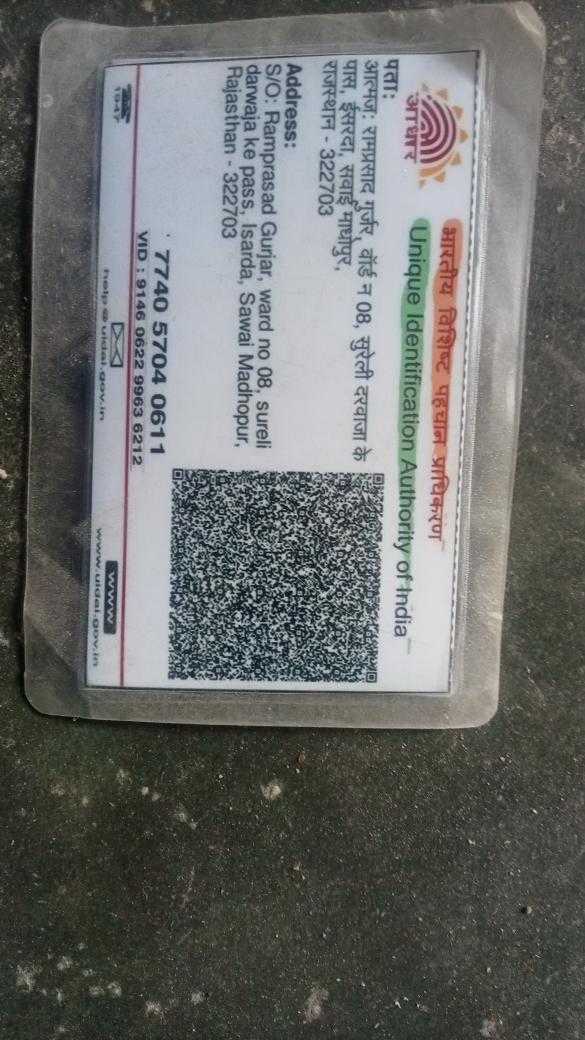 भारतीय विशिष्ट पहचान प्राधिकरण
Unique Identification Authority of India
आधार
पता:
आत्मज: रामप्रसाद गुर्जर, वॉर्ड न 08, सुरेली दरवाजा के
पास, ईसरदा, सवाई माधोपुर,
राजस्थान - 322703
Address:
S/O: Ramprasad Gurjar, ward no 08, sureli
darwaja ke pass, Isarda, Sawai Madhopur,
Rajasthan - 322703
7740 5704 0611
VID : 9146 0622 9963 6212
1947
help@uidai.gov.in
www
www.uidai.gov.in